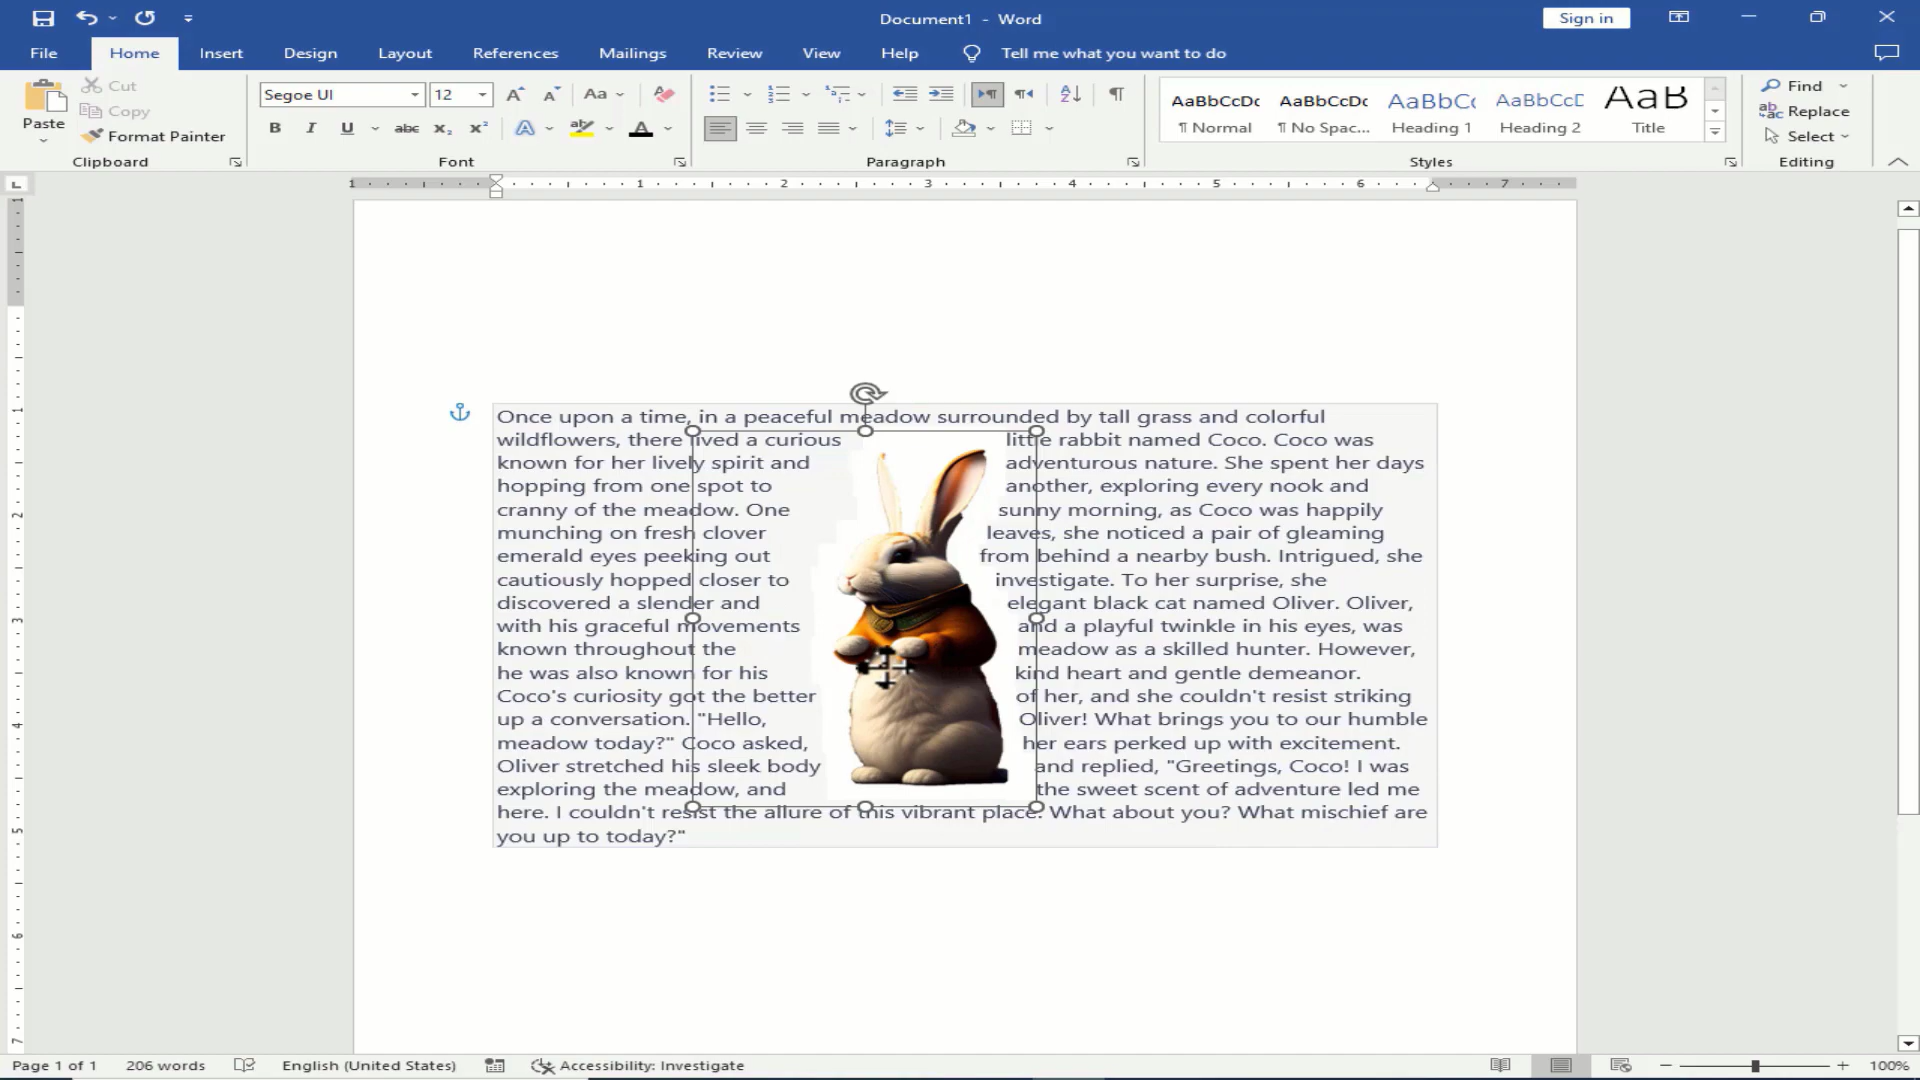 Document1 - Word
Sign in
File Home Insert Design Layout References Mailings Review View Help Tell me what you want to do
Paste
Cut
Copy
Format Painter
Clipboard
Segoe UI 12
Font
Paragraph
AaBbCcDc AaBbCcDc AaBbCc AaBbCcD AaB
¶ Normal ¶ No Spac... Heading 1 Heading 2 Title
Styles
Find
Replace
Select
Editing
1 1 2 3 4 5 6 7
Once upon a time, in a peaceful meadow surrounded by tall grass and colorful
wildflowers, there lived a curious little rabbit named Coco. Coco was
known for her lively spirit and adventurous nature. She spent her days
hopping from one spot to another, exploring every nook and
cranny of the meadow. One sunny morning, as Coco was happily
munching on fresh clover leaves, she noticed a pair of gleaming
emerald eyes peeking out from behind a nearby bush. Intrigued, she
cautiously hopped closer to investigate. To her surprise, she
discovered a slender and elegant black cat named Oliver. Oliver,
with his graceful movements and a playful twinkle in his eyes, was
known throughout the meadow as a skilled hunter. However,
he was also known for his kind heart and gentle demeanor.
Coco's curiosity got the better of her, and she couldn't resist striking
up a conversation. "Hello, Oliver! What brings you to our humble
meadow today?" Coco asked, her ears perked up with excitement.
Oliver stretched his sleek body and replied, "Greetings, Coco! I was
exploring the meadow, and the sweet scent of adventure led me
here. I couldn't resist the allure of this vibrant place. What about you? What mischief are
you up to today?"
Page 1 of 1 206 words English (United States) Accessibility: Investigate 100%